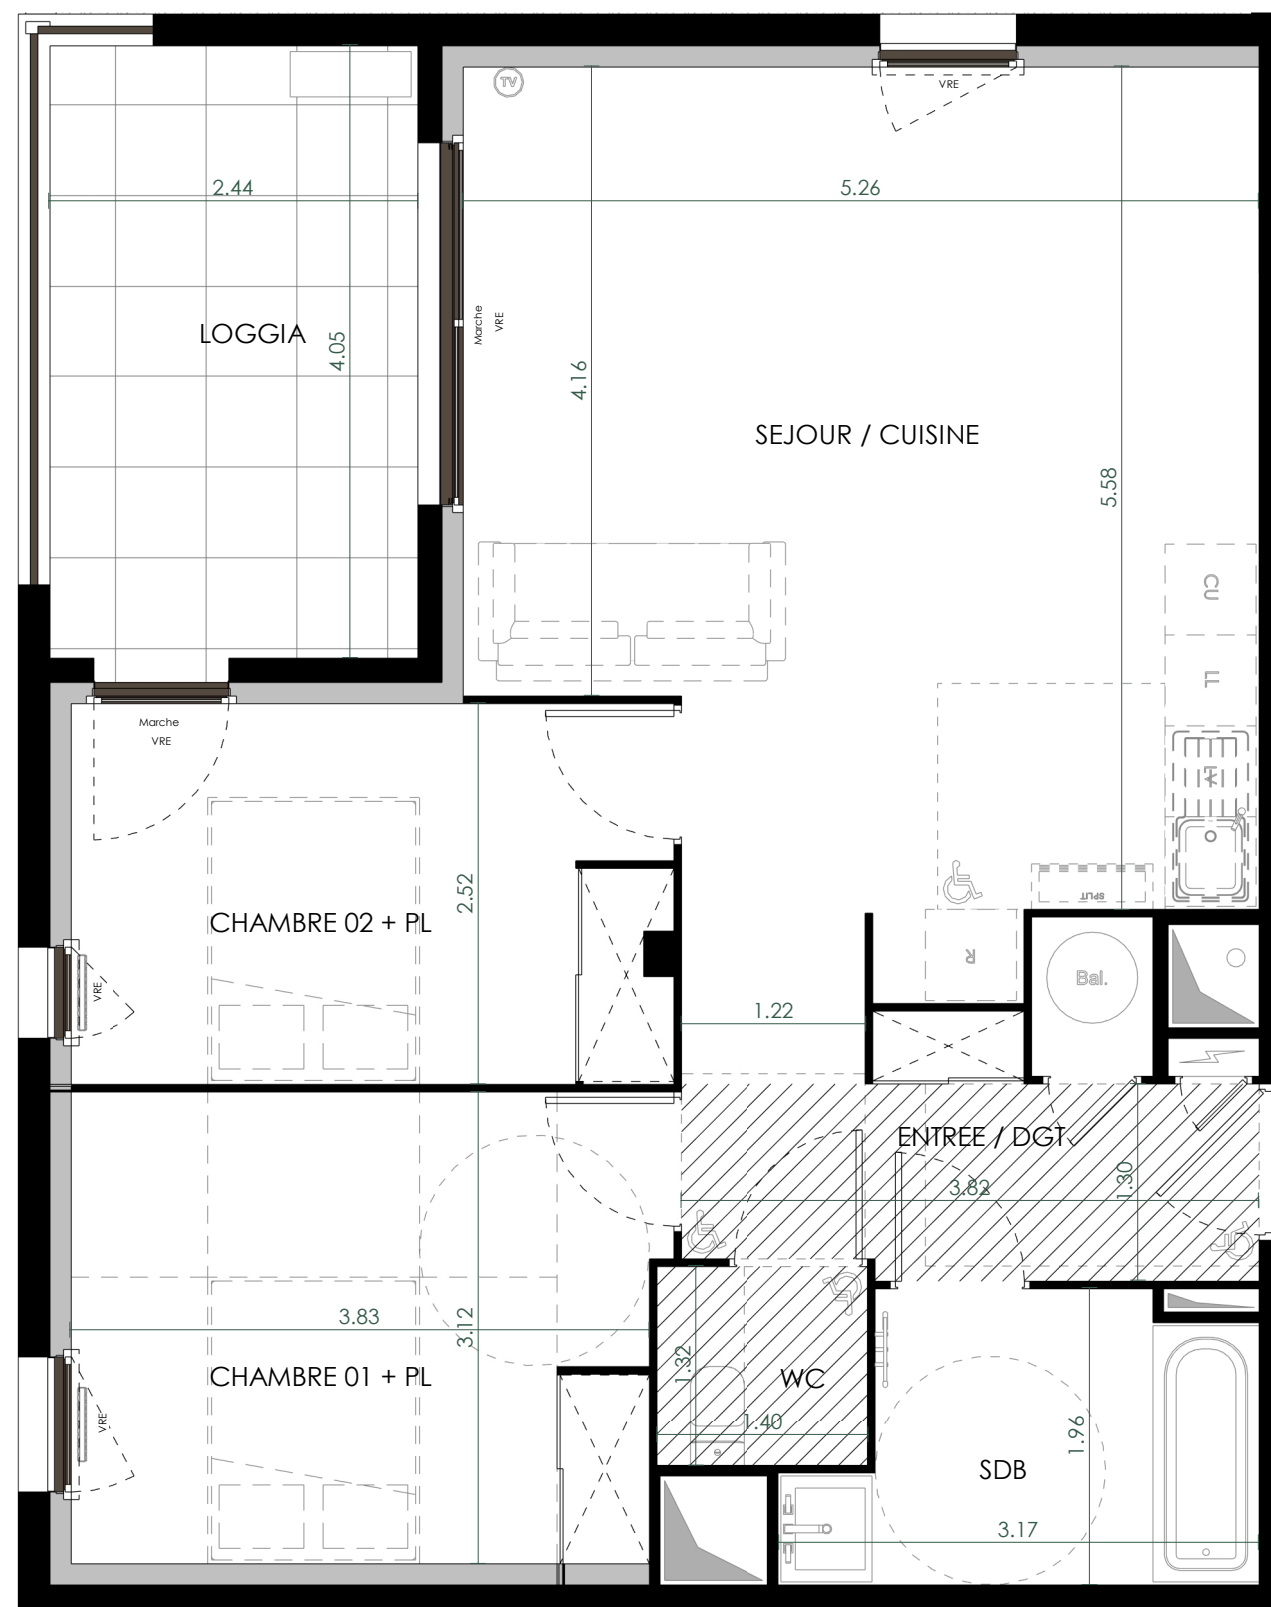 TV
VRE
2.44
5.26
Marche
VRE
LOGGIA
4.05
4.16
SEJOUR / CUISINE
5.58
CU
LL
LV
Marche
VRE
SPLIT
2.52
CHAMBRE 02 + PL
R
Bal.
VRE
1.22
ENTREE / DGT
3.82
1.30
3.83
3.12
CHAMBRE 01 + PL
1.32
WC
VRE
1.40
1.96
SDB
3.17